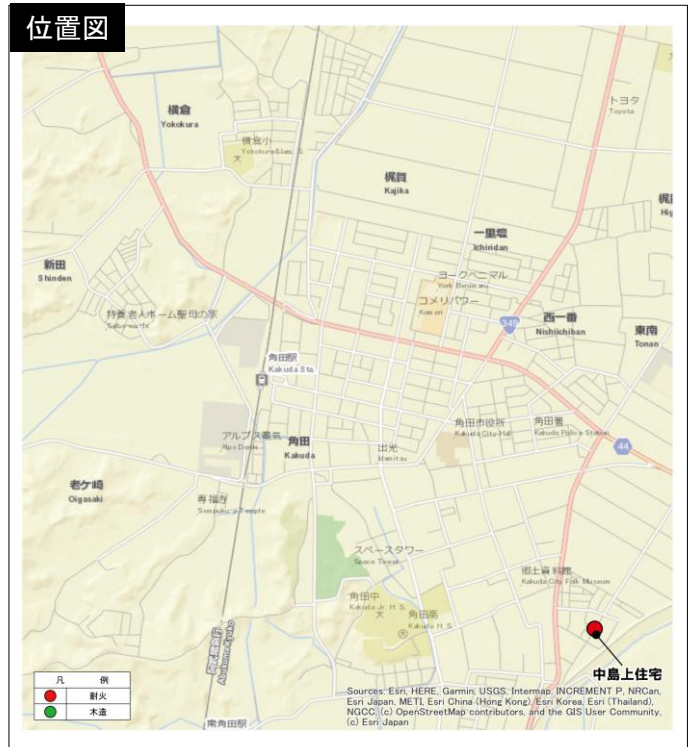 位置図
横倉
Yokokura
横倉小
Yokokura Elem. S.
トヨタ
Toyota
梶賀
Kajika
一里壇
Ichiridan
新田
Shinden
ヨークベニマル
York Benimaru
コメリパワー
Komeri
特養老人ホーム聖母の家
349
西一番
Nishiichiban
東南
Tonan
角田駅
Kakuda Sta.
アルプス電気
Alps Denki
角田
Kakuda
出光
Idemitsu
角田市役所
Kakuda City Hall
角田署
Kakuda Police Station
44
老ケ崎
Oigasaki
専福寺
Sempuku-ji Temple
スペースタワー
Space Tower
郷土資料館
Kakuda City Folk Museum
角田中
Kakuda Jr. H. S.
角田高
Kakuda H. S.
阿武隈急行
Abukuma Kyuko
中島上住宅
凡 例
耐火
木造
南角田駅
Sources: Esri, HERE, Garmin, USGS, Intermap, INCREMENT P, NRCan,
Esri Japan, METI, Esri China (Hong Kong), Esri Korea, Esri (Thailand),
NGCC, (c) OpenStreetMap contributors, and the GIS User Community,
(c) Esri Japan